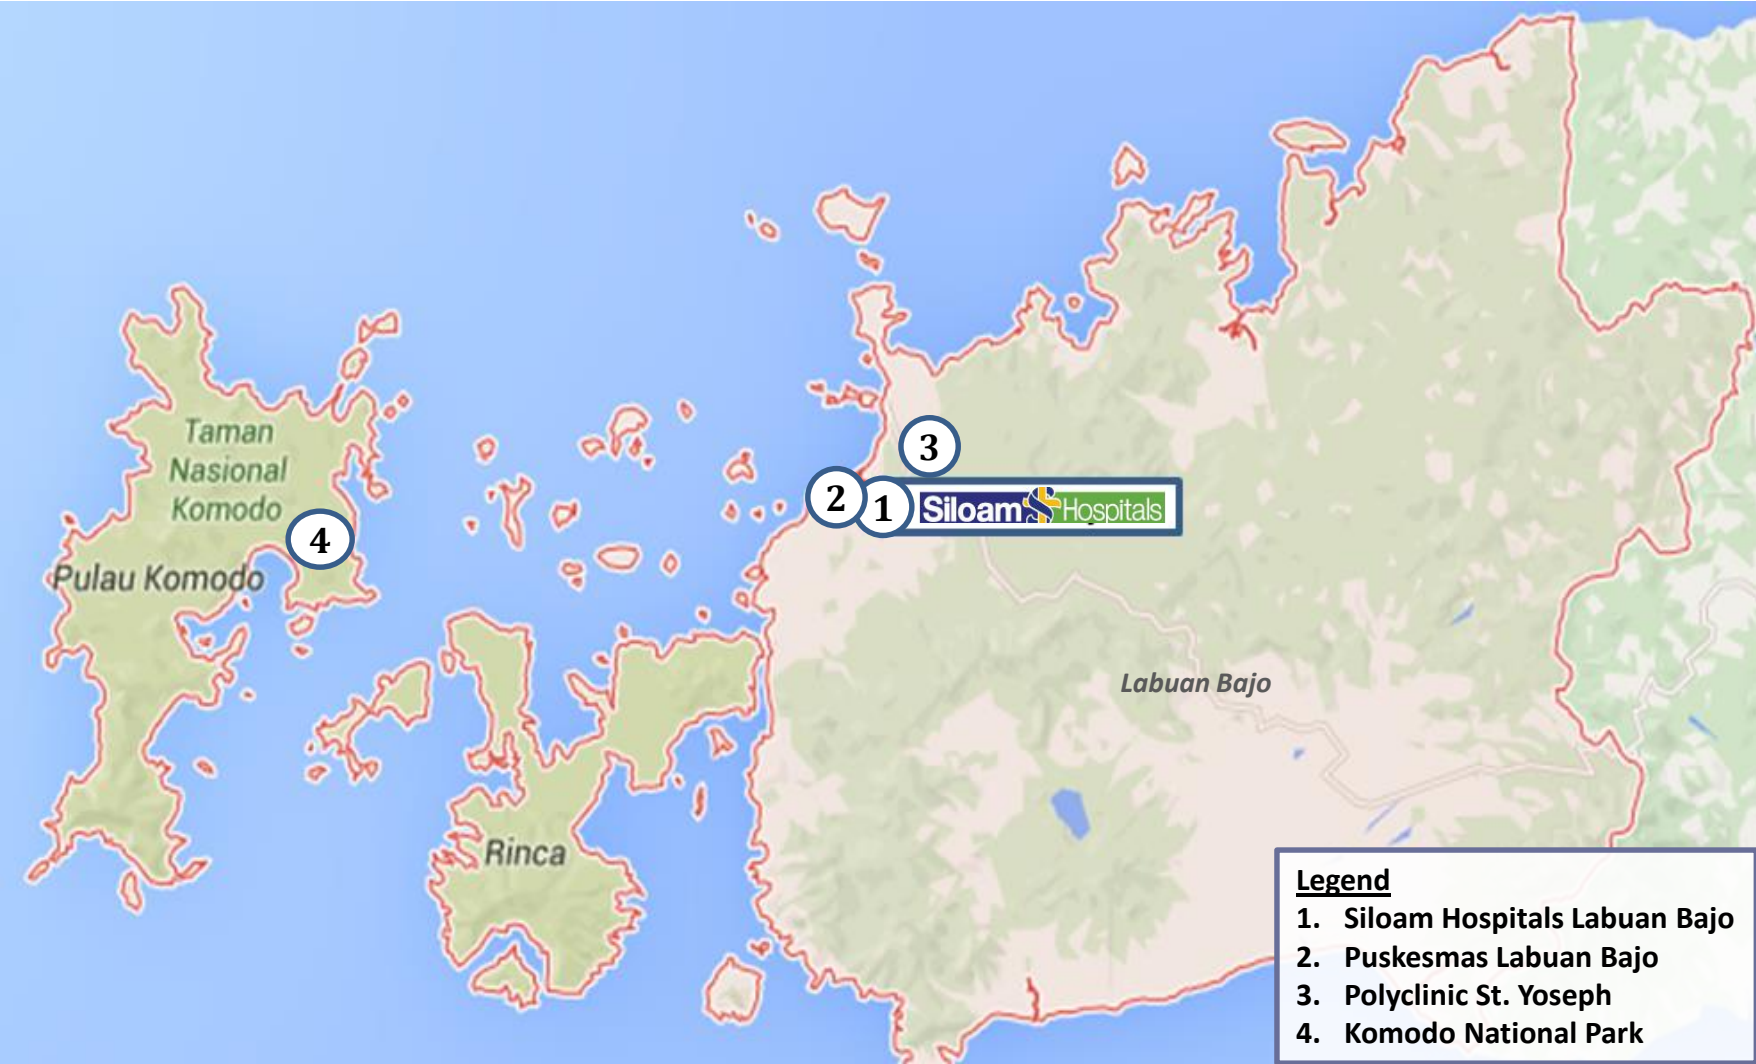 Taman
Nasional
Komodo
Pulau Komodo
Rinca
3
2
1
Siloam Hospitals
4
Labuan Bajo
Legend
1. Siloam Hospitals Labuan Bajo
2. Puskesmas Labuan Bajo
3. Polyclinic St. Yoseph
4. Komodo National Park